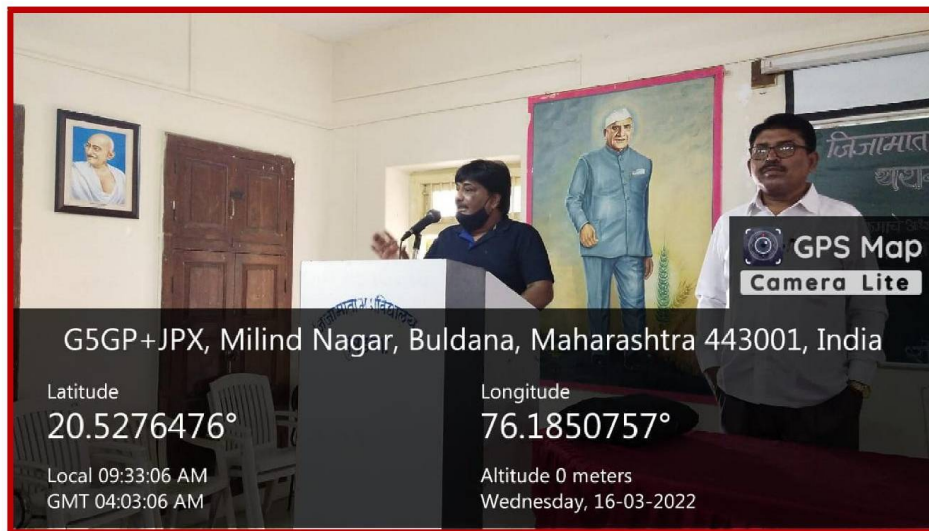 जिजामाता
GPS Map
Camera Lite
G5GP+JPX, Milind Nagar, Buldana, Maharashtra 443001, India
Latitude
20.5276476°
Local 09:33:06 AM
GMT 04:03:06 AM
Longitude
76.1850757°
Altitude 0 meters
Wednesday, 16-03-2022